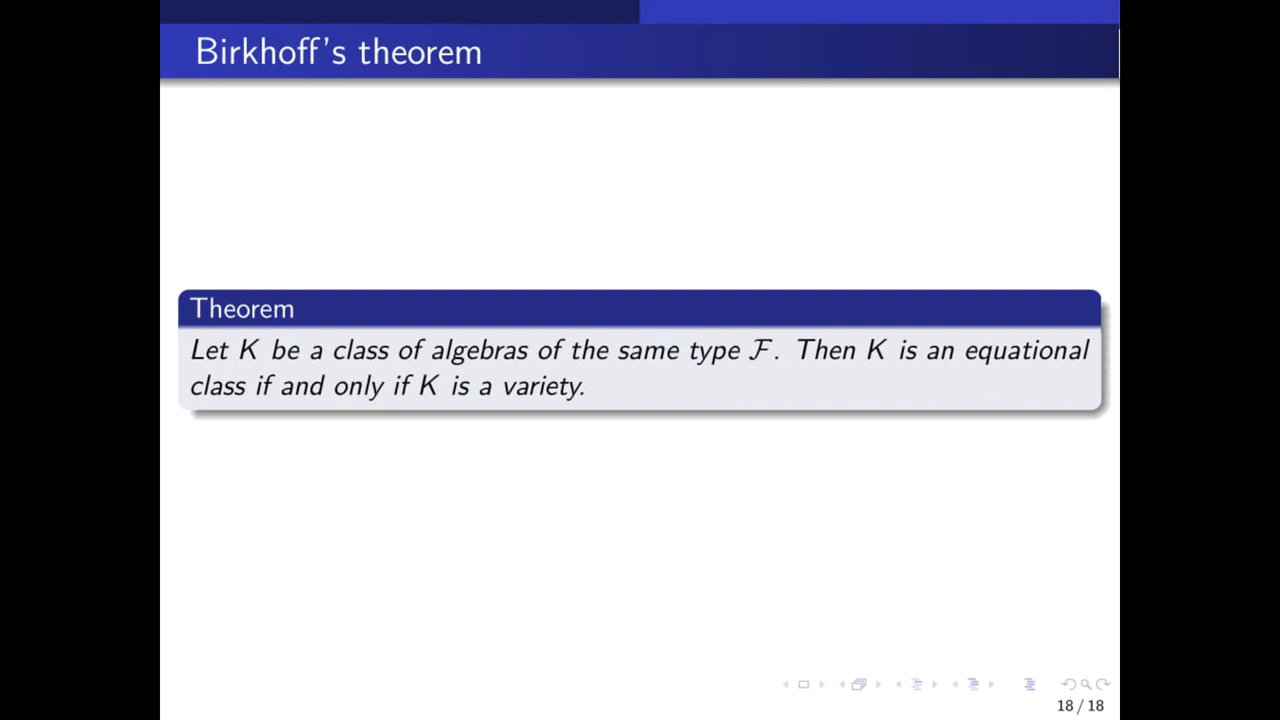 Birkhoff's theorem
Theorem
Let K be a class of algebras of the same type ℱ. Then K is an equational
class if and only if K is a variety.
18 / 18